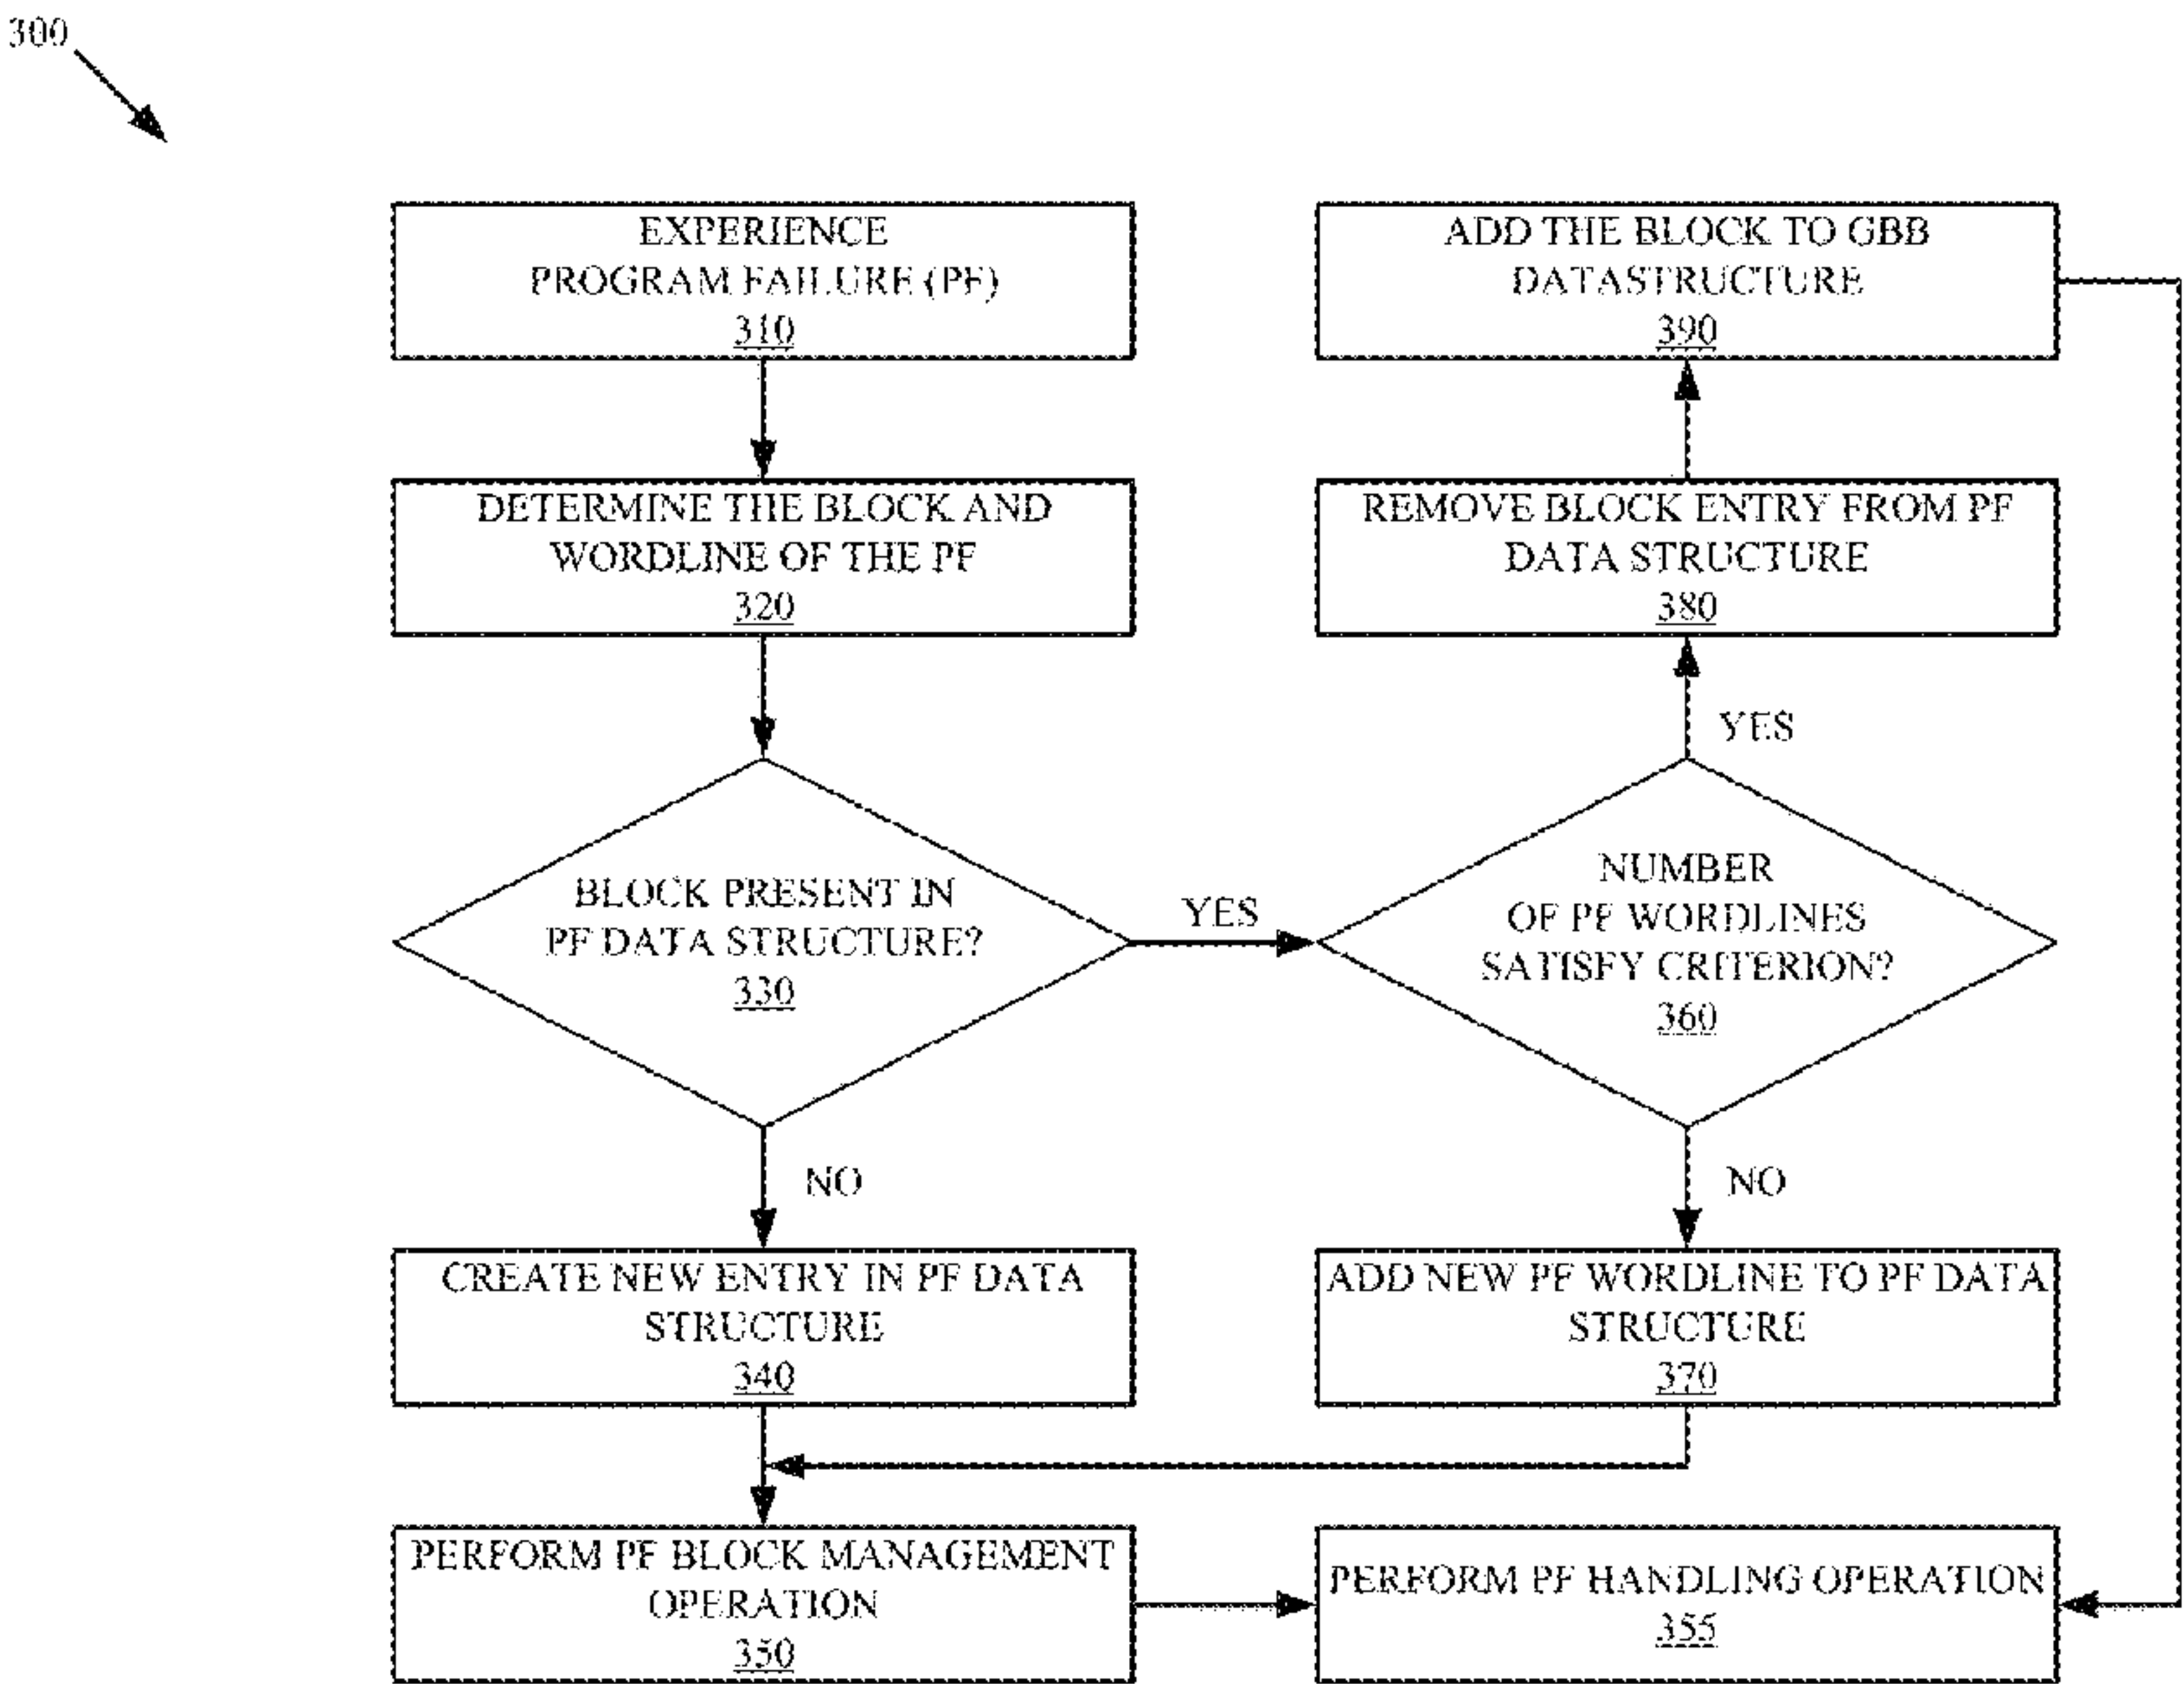 300
EXPERIENCE
PROGRAM FAILURE (PF)
310
DETERMINE THE BLOCK AND
WORDLINE OF THE PF
320
BLOCK PRESENT IN
PF DATA STRUCTURE?
330
YES
NO
CREATE NEW ENTRY IN PF DATA
STRUCTURE
340
PERFORM PF BLOCK MANAGEMENT
OPERATION
350
ADD THE BLOCK TO GBB
DATASTRUCTURE
390
REMOVE BLOCK ENTRY FROM PF
DATA STRUCTURE
380
YES
NUMBER
OF PF WORDLINES
SATISFY CRITERION?
360
NO
ADD NEW PF WORDLINE TO PF DATA
STRUCTURE
370
PERFORM PF HANDLING OPERATION
355